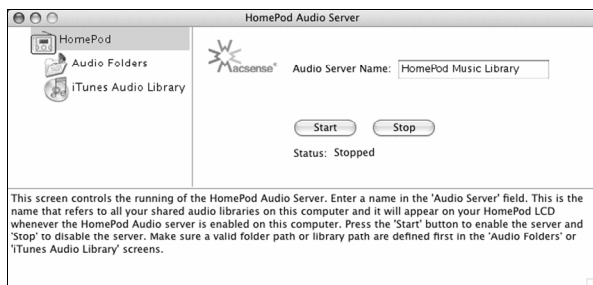 HomePod Audio Server
HomePod
Audio Folders
iTunes Audio Library
Macsense®
Audio Server Name: HomePod Music Library
Start Stop
Status: Stopped
This screen controls the running of the HomePod Audio Server. Enter a name in the 'Audio Server' field. This is the
name that refers to all your shared audio libraries on this computer and it will appear on your HomePod LCD
whenever the HomePod Audio server is enabled on this computer. Press the 'Start' button to enable the server and
'Stop' to disable the server. Make sure a valid folder path or library path are defined first in the 'Audio Folders' or
'iTunes Audio Library' screens.